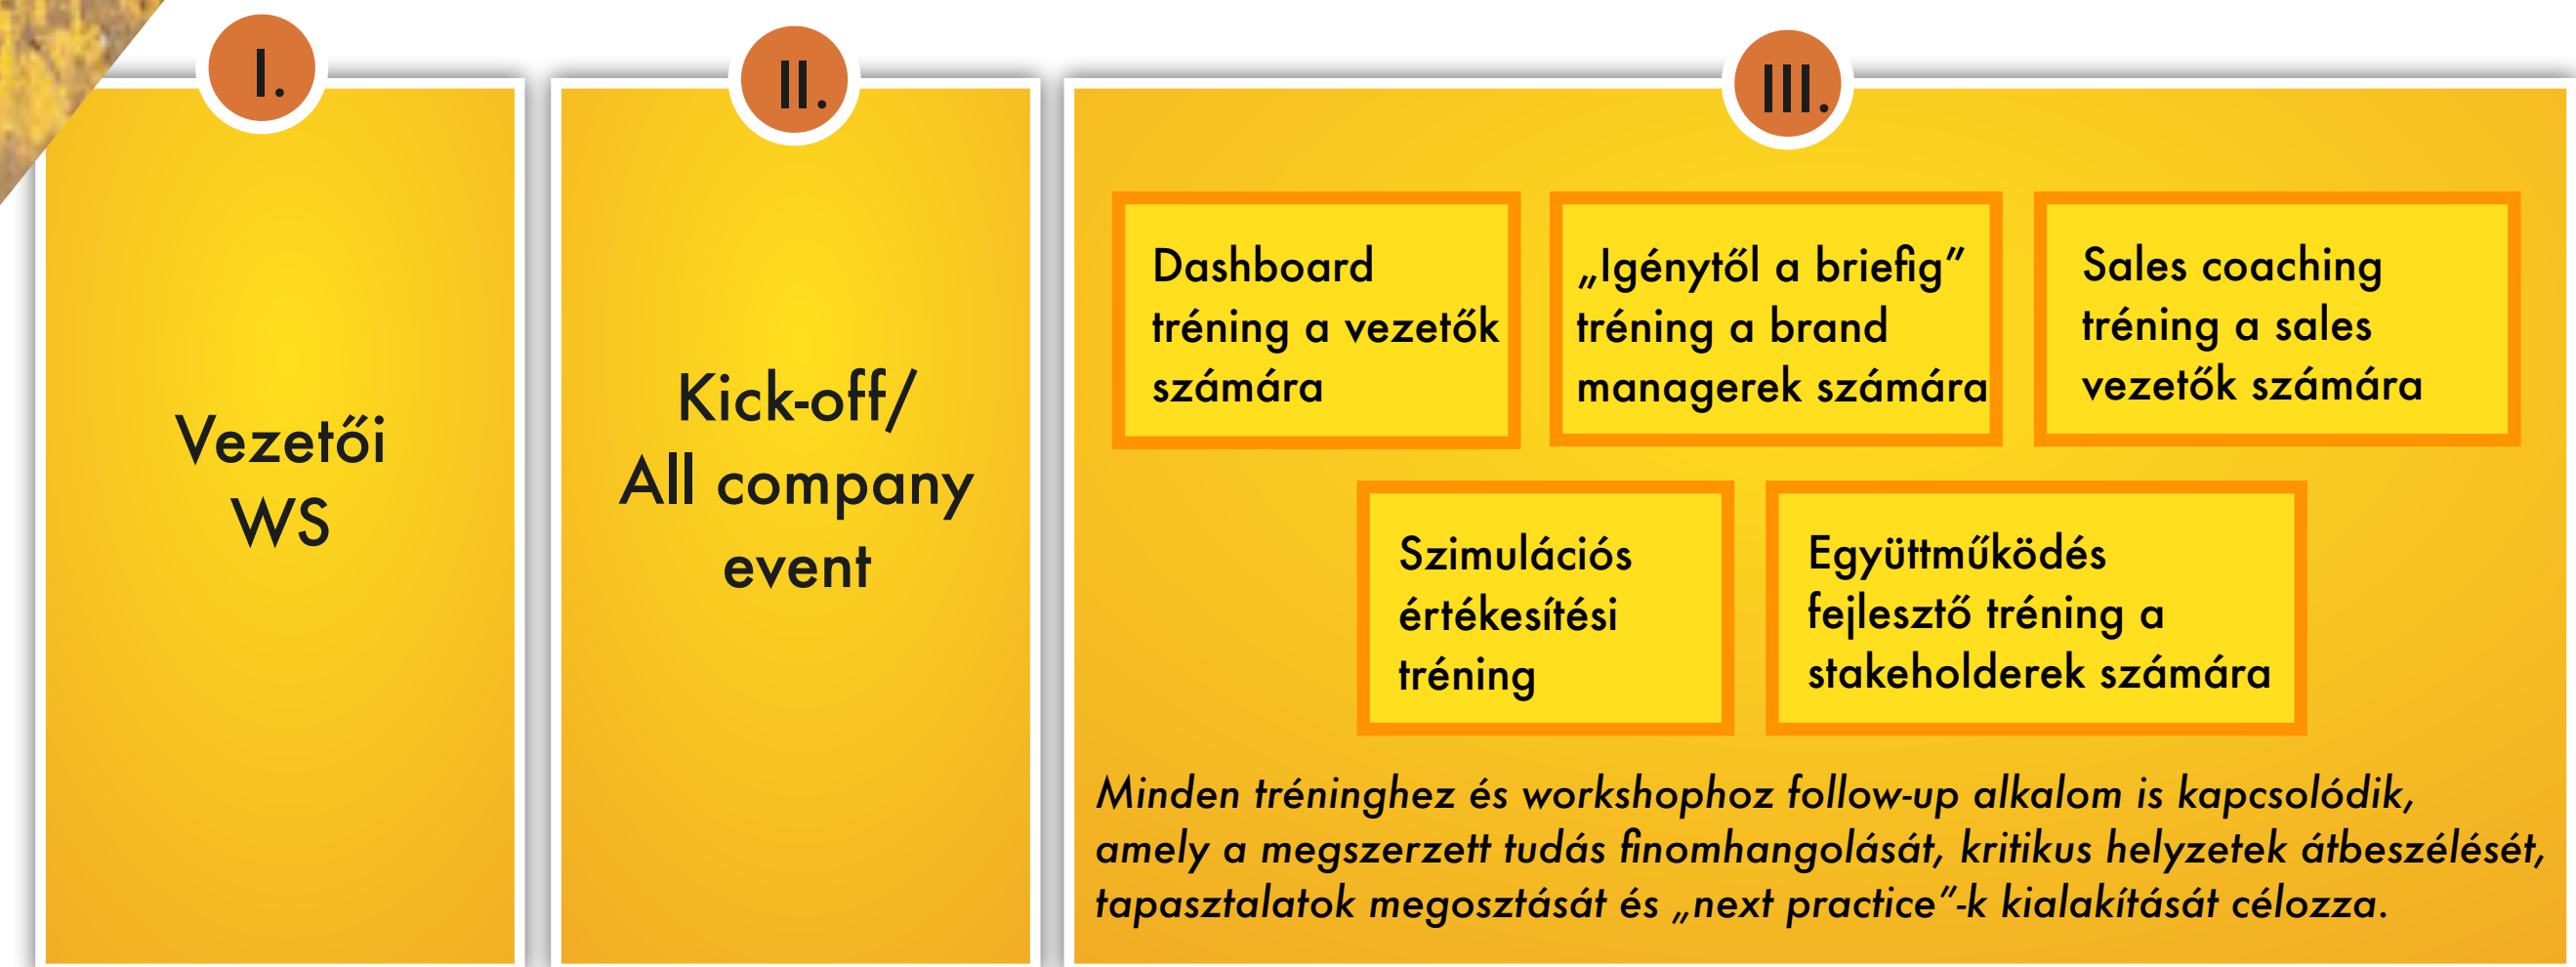 I.
Vezetői
WS
II.
Kick-off/
All company
event
III.
Dashboard
tréning a vezetők
számára
„Igénytől a briefig”
tréning a brand
managerek számára
Sales coaching
tréning a sales
vezetők számára
Szimulációs
értékesítési
tréning
Együttműködés
fejlesztő tréning a
stakeholderek számára
Minden tréninghez és workshophoz follow-up alkalom is kapcsolódik,
amely a megszerzett tudás finomhangolását, kritikus helyzetek átbeszélését,
tapasztalatok megosztását és „next practice”-k kialakítását célozza.